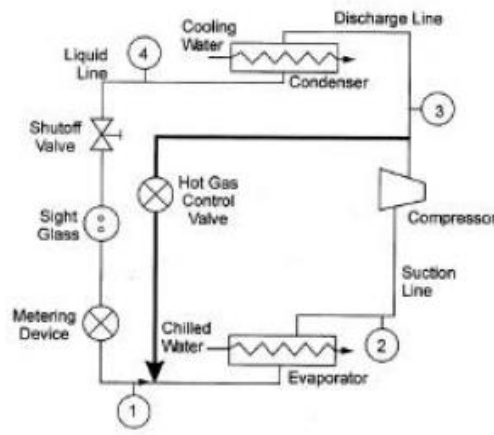 Discharge Line
Cooling
Water
4
Liquid
Line
Condenser
3
Shutoff
Valve
Hot Gas
Control
Valve
Compressor
Sight
Glass
Suction
Line
Metering
Device
Chilled
Water
2
Evaporator
1